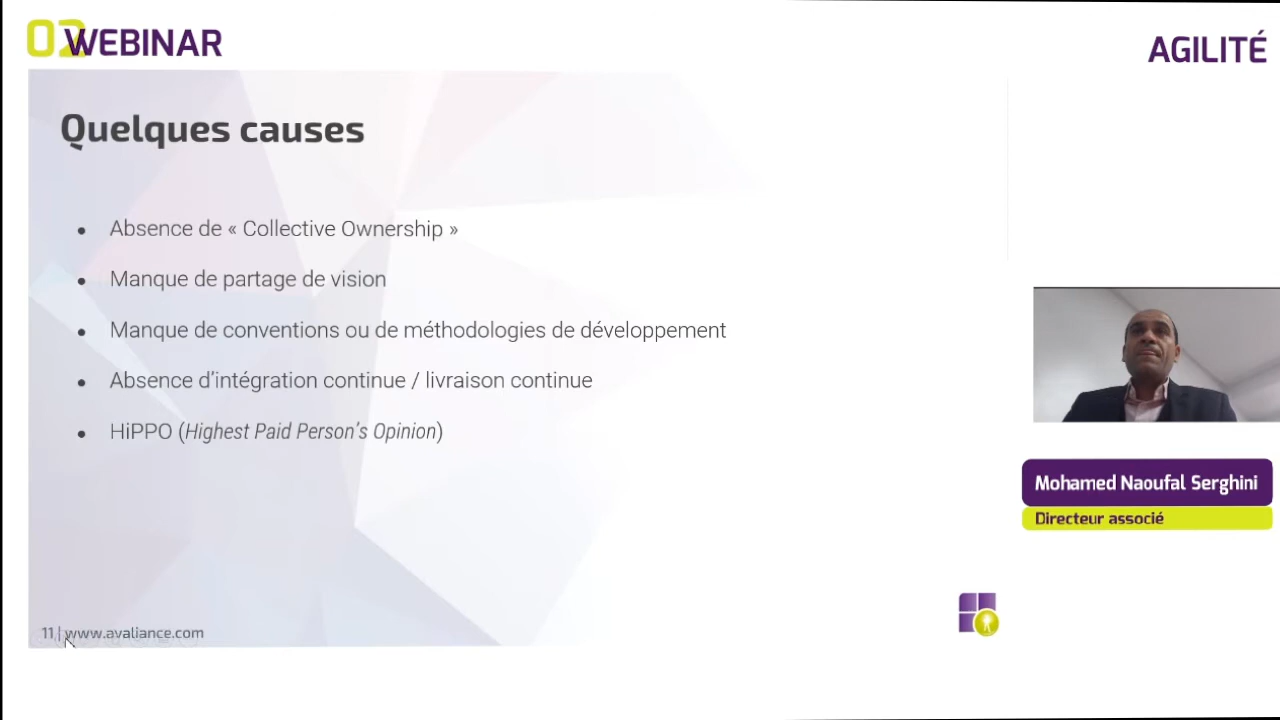 02 WEBINAR
AGILITÉ
Quelques causes
• Absence de « Collective Ownership »
• Manque de partage de vision
• Manque de conventions ou de méthodologies de développement
• Absence d’intégration continue / livraison continue
• HiPPO (Highest Paid Person’s Opinion)
Mohamed Naoufal Serghini
Directeur associé
11 | www.avaliance.com